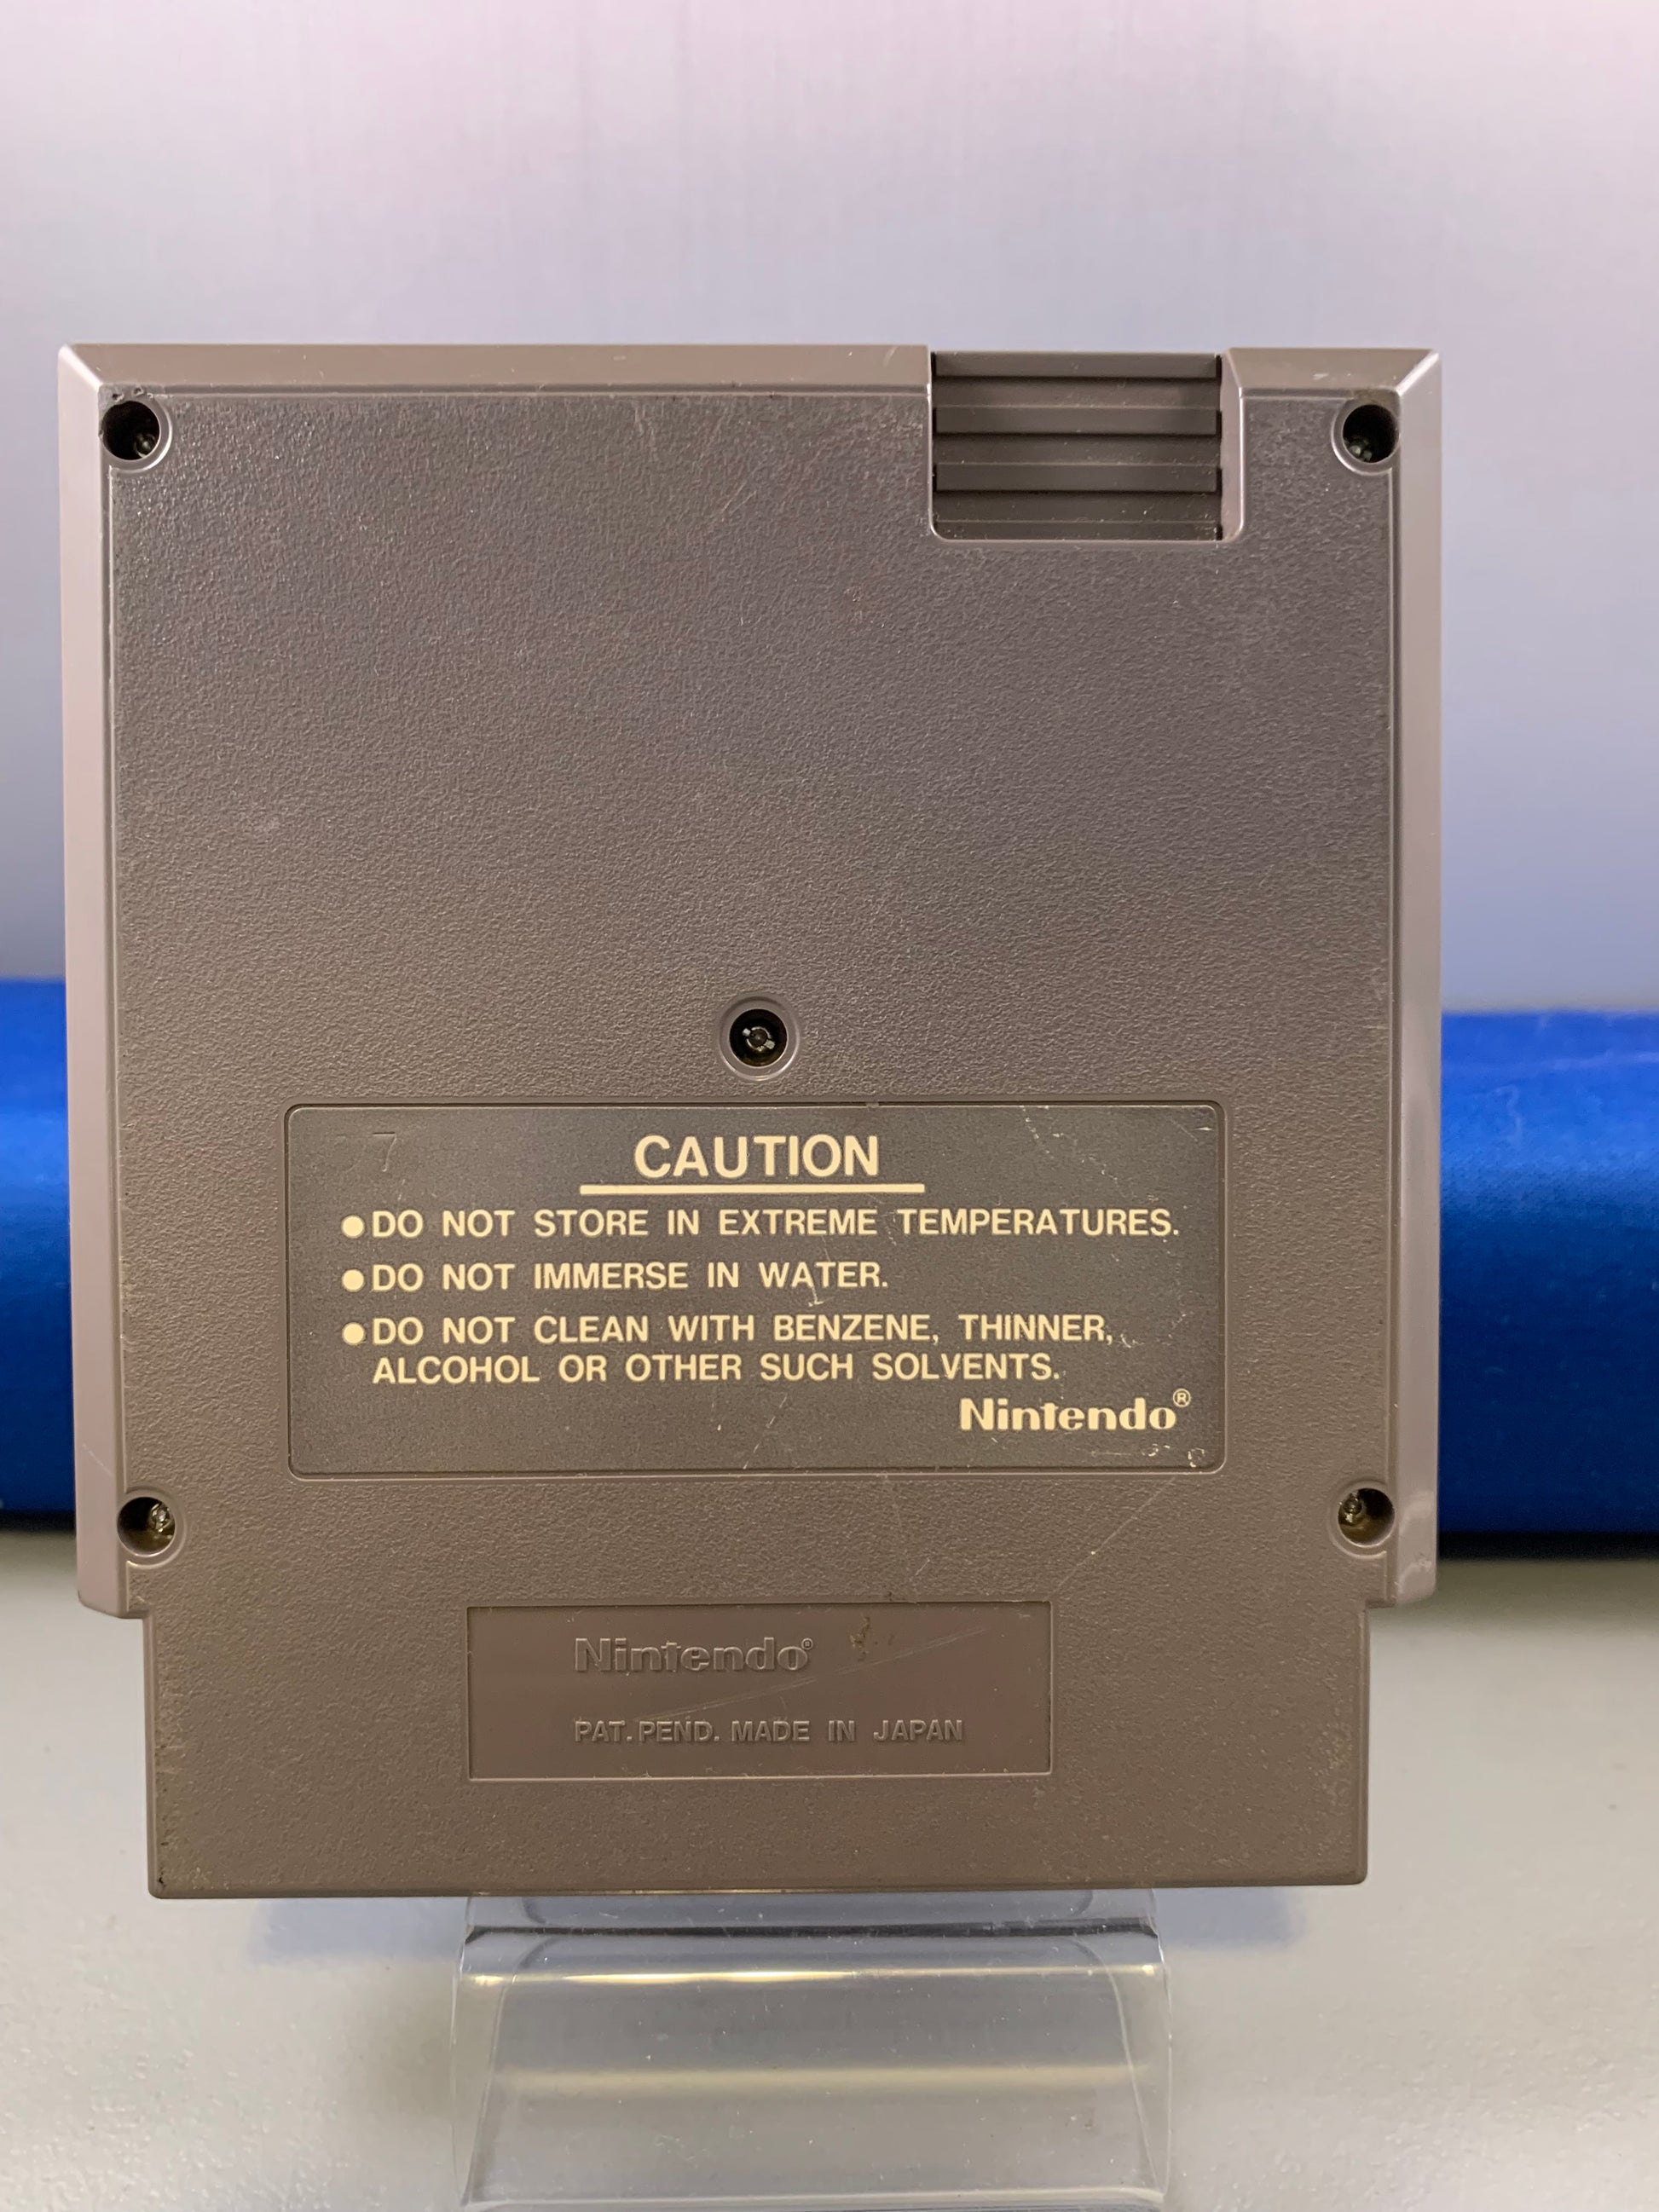 7
CAUTION
●DO NOT STORE IN EXTREME TEMPERATURES.
●DO NOT IMMERSE IN WATER.
●DO NOT CLEAN WITH BENZENE, THINNER,
ALCOHOL OR OTHER SUCH SOLVENTS.
Nintendo®
Nintendo®
PAT.PEND. MADE IN JAPAN